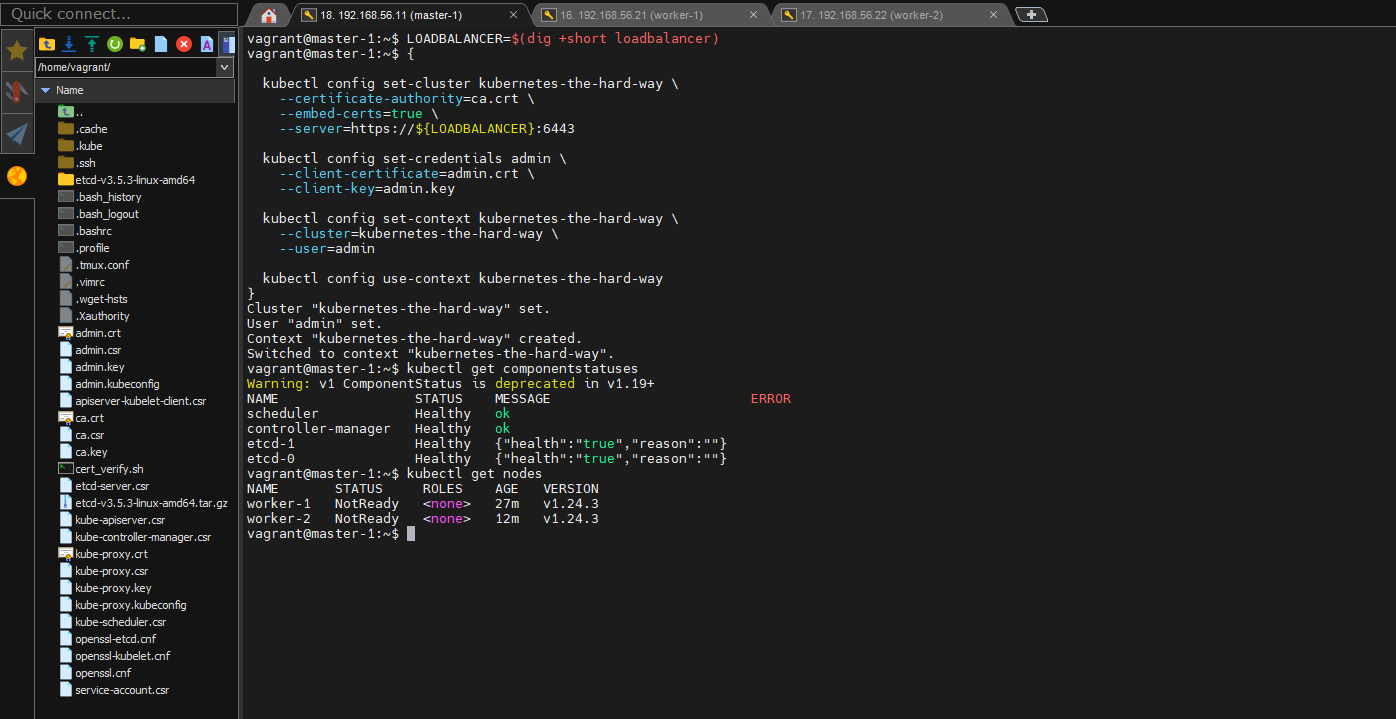 Quick connect...
18. 192.168.56.11 (master-1)
16. 192.168.56.21 (worker-1)
17. 192.168.56.22 (worker-2)
/home/vagrant/
Name
..
.cache
.kube
.ssh
etcd-v3.5.3-linux-amd64
.bash_history
.bash_logout
.bashrc
.profile
.tmux.conf
.vimrc
.wget-hsts
.Xauthority
admin.crt
admin.csr
admin.key
admin.kubeconfig
apiserver-kubelet-client.csr
ca.crt
ca.csr
ca.key
cert_verify.sh
etcd-server.csr
etcd-v3.5.3-linux-amd64.tar.gz
kube-apiserver.csr
kube-controller-manager.csr
kube-proxy.crt
kube-proxy.csr
kube-proxy.key
kube-proxy.kubeconfig
kube-scheduler.csr
openssl-etcd.cnf
openssl-kubelet.cnf
openssl.cnf
service-account.csr
vagrant@master-1:~$ LOADBALANCER=$(dig +short loadbalancer)
vagrant@master-1:~$ {
kubectl config set-cluster kubernetes-the-hard-way \
--certificate-authority=ca.crt \
--embed-certs=true \
--server=https://${LOADBALANCER}:6443
kubectl config set-credentials admin \
--client-certificate=admin.crt \
--client-key=admin.key
kubectl config set-context kubernetes-the-hard-way \
--cluster=kubernetes-the-hard-way \
--user=admin
kubectl config use-context kubernetes-the-hard-way
}
Cluster "kubernetes-the-hard-way" set.
User "admin" set.
Context "kubernetes-the-hard-way" created.
Switched to context "kubernetes-the-hard-way".
vagrant@master-1:~$ kubectl get componentstatuses
Warning: v1 ComponentStatus is deprecated in v1.19+
NAME STATUS MESSAGE ERROR
scheduler Healthy ok
controller-manager Healthy ok
etcd-1 Healthy {"health":"true","reason":""}
etcd-0 Healthy {"health":"true","reason":""}
vagrant@master-1:~$ kubectl get nodes
NAME STATUS ROLES AGE VERSION
worker-1 NotReady <none> 27m v1.24.3
worker-2 NotReady <none> 12m v1.24.3
vagrant@master-1:~$